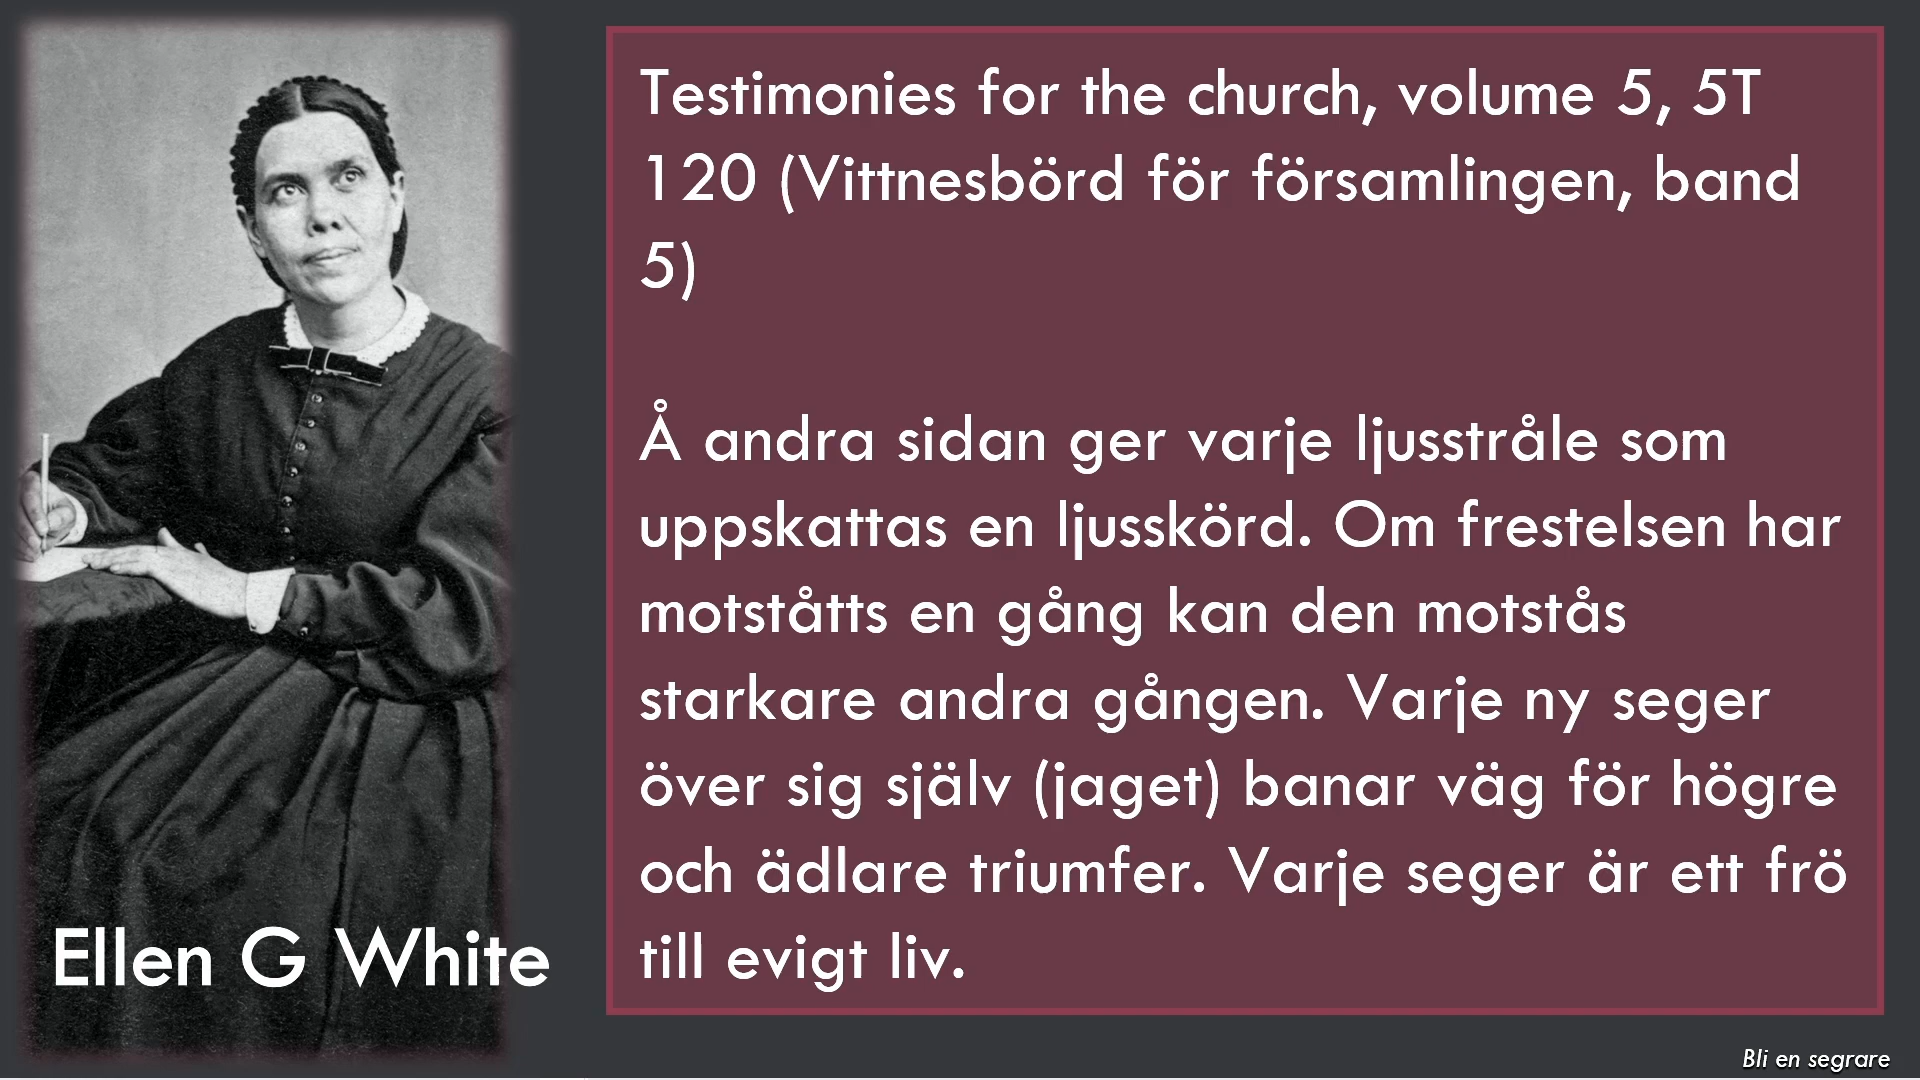 Testimonies for the church, volume 5, 5T
120 (Vittnesbörd för församlingen, band
5)
Å andra sidan ger varje ljusstråle som
uppskattas en ljusskörd. Om frestelsen har
motståtts en gång kan den motstås
starkare andra gången. Varje ny seger
över sig själv (jaget) banar väg för högre
och ädlare triumfer. Varje seger är ett frö
till evigt liv.
Ellen G White
Bli en segrare